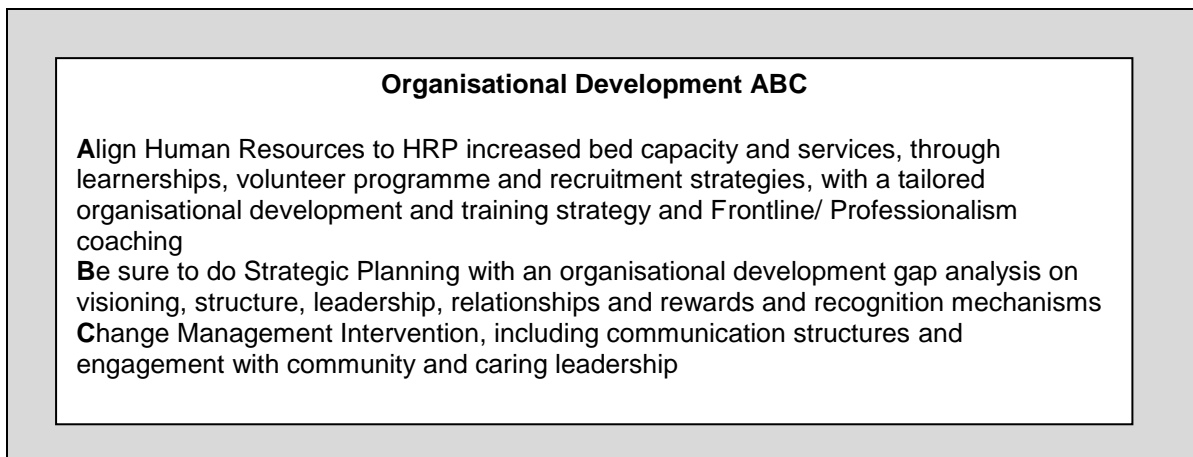 Organisational Development ABC
Align Human Resources to HRP increased bed capacity and services, through
learnerships, volunteer programme and recruitment strategies, with a tailored
organisational development and training strategy and Frontline/ Professionalism
coaching
Be sure to do Strategic Planning with an organisational development gap analysis on
visioning, structure, leadership, relationships and rewards and recognition mechanisms
Change Management Intervention, including communication structures and
engagement with community and caring leadership